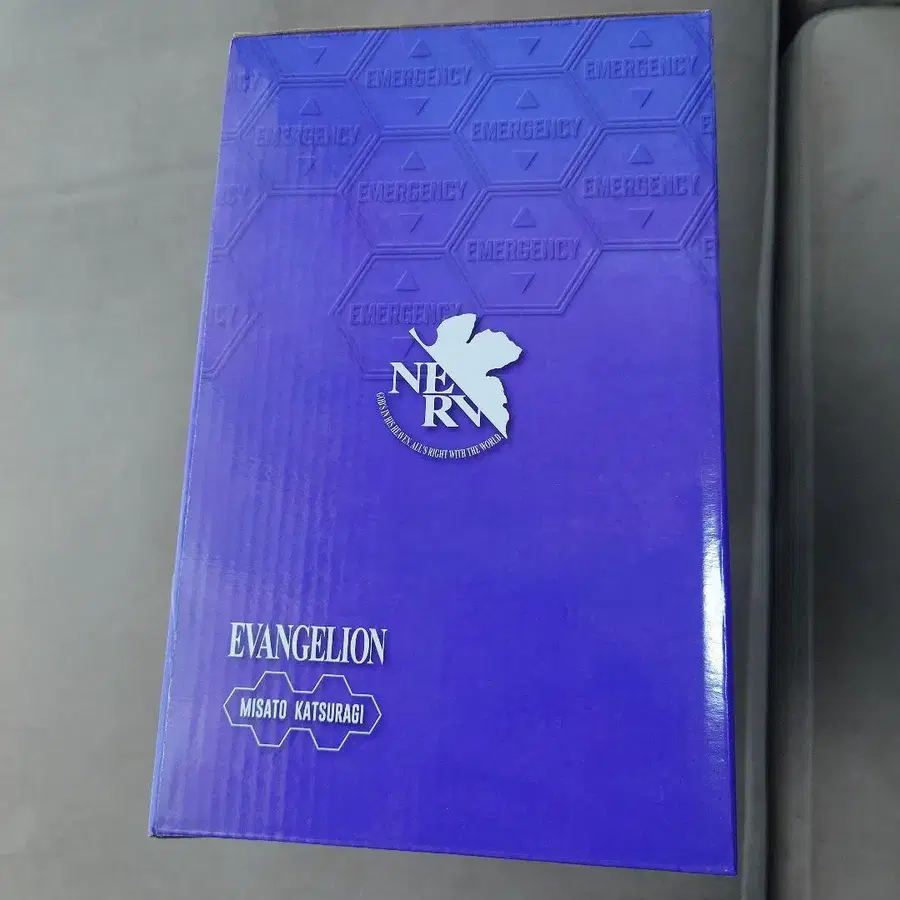 EMERGENCY
EMERGENCY
EMERGENCY
EMERGENCY
EMERGENCY
EMERGENCY
EMERGENCY
EMERGENCY
NERV
GOD'S IN HIS HEAVEN. ALL'S RIGHT WITH THE WORLD.
EVANGELION
MISATO KATSURAGI